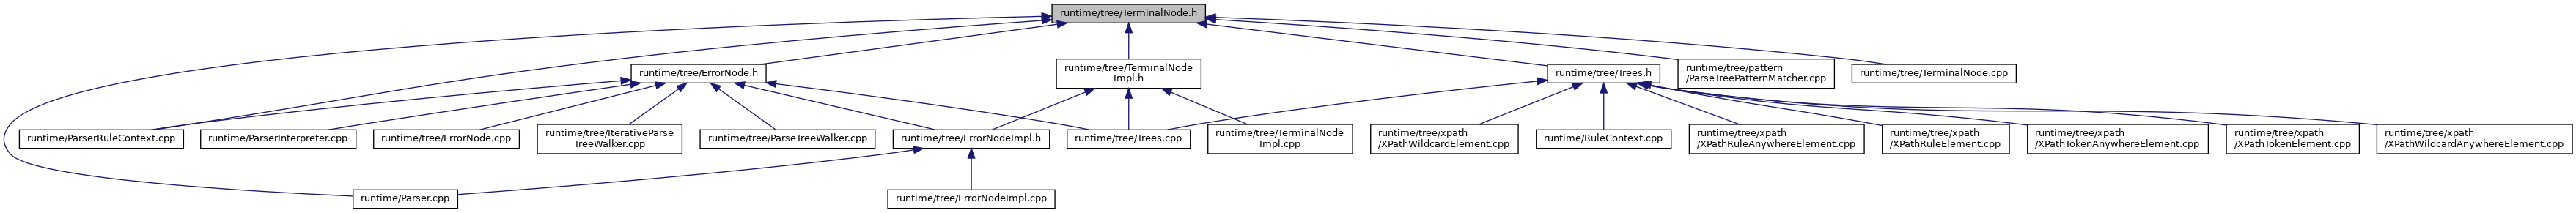 runtime/tree/TerminalNode.h
runtime/tree/ErrorNode.h
runtime/tree/TerminalNode
Impl.h
runtime/tree/Trees.h
runtime/tree/pattern
/ParseTreePatternMatcher.cpp
runtime/tree/TerminalNode.cpp
runtime/ParserRuleContext.cpp
runtime/ParserInterpreter.cpp
runtime/tree/ErrorNode.cpp
runtime/tree/IterativeParse
TreeWalker.cpp
runtime/tree/ParseTreeWalker.cpp
runtime/tree/ErrorNodeImpl.h
runtime/tree/Trees.cpp
runtime/tree/TerminalNode
Impl.cpp
runtime/tree/xpath
/XPathWildcardElement.cpp
runtime/RuleContext.cpp
runtime/tree/xpath
/XPathRuleAnywhereElement.cpp
runtime/tree/xpath
/XPathRuleElement.cpp
runtime/tree/xpath
/XPathTokenAnywhereElement.cpp
runtime/tree/xpath
/XPathTokenElement.cpp
runtime/tree/xpath
/XPathWildcardAnywhereElement.cpp
runtime/Parser.cpp
runtime/tree/ErrorNodeImpl.cpp